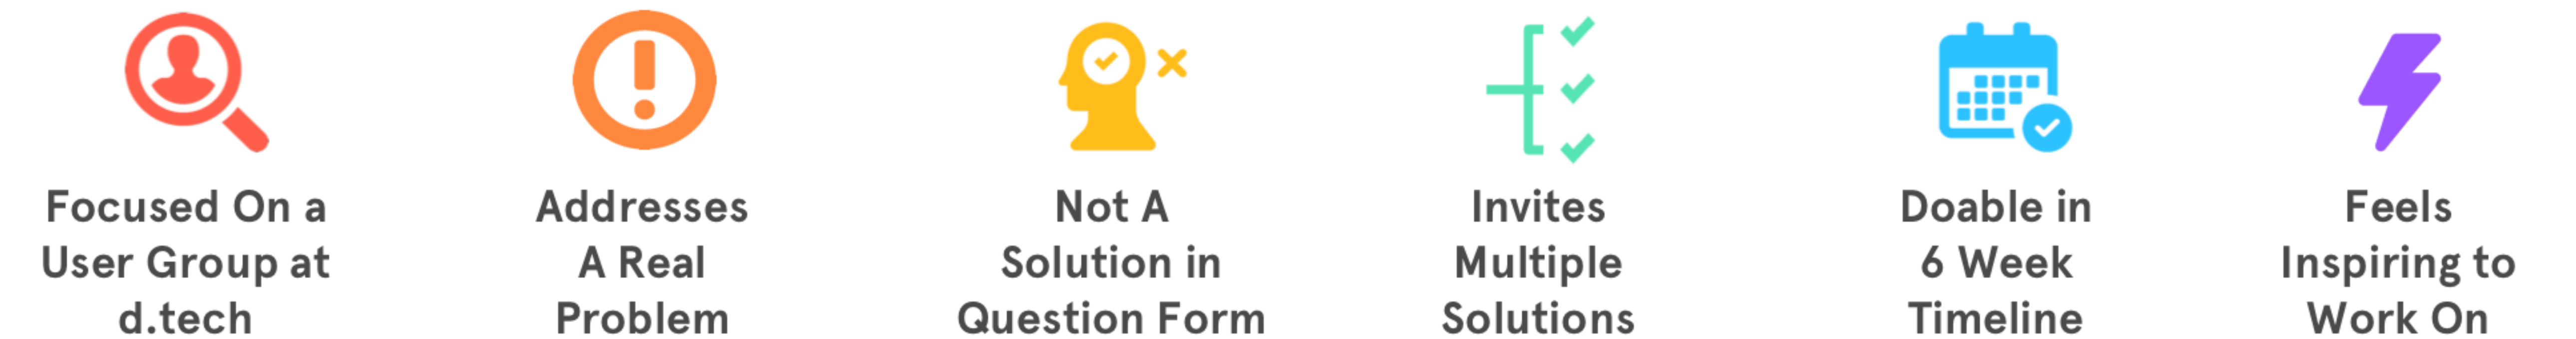 Focused On a
User Group at
d.tech
Addresses
A Real
Problem
Not A
Solution in
Question Form
Invites
Multiple
Solutions
Doable in
6 Week
Timeline
Feels
Inspiring to
Work On